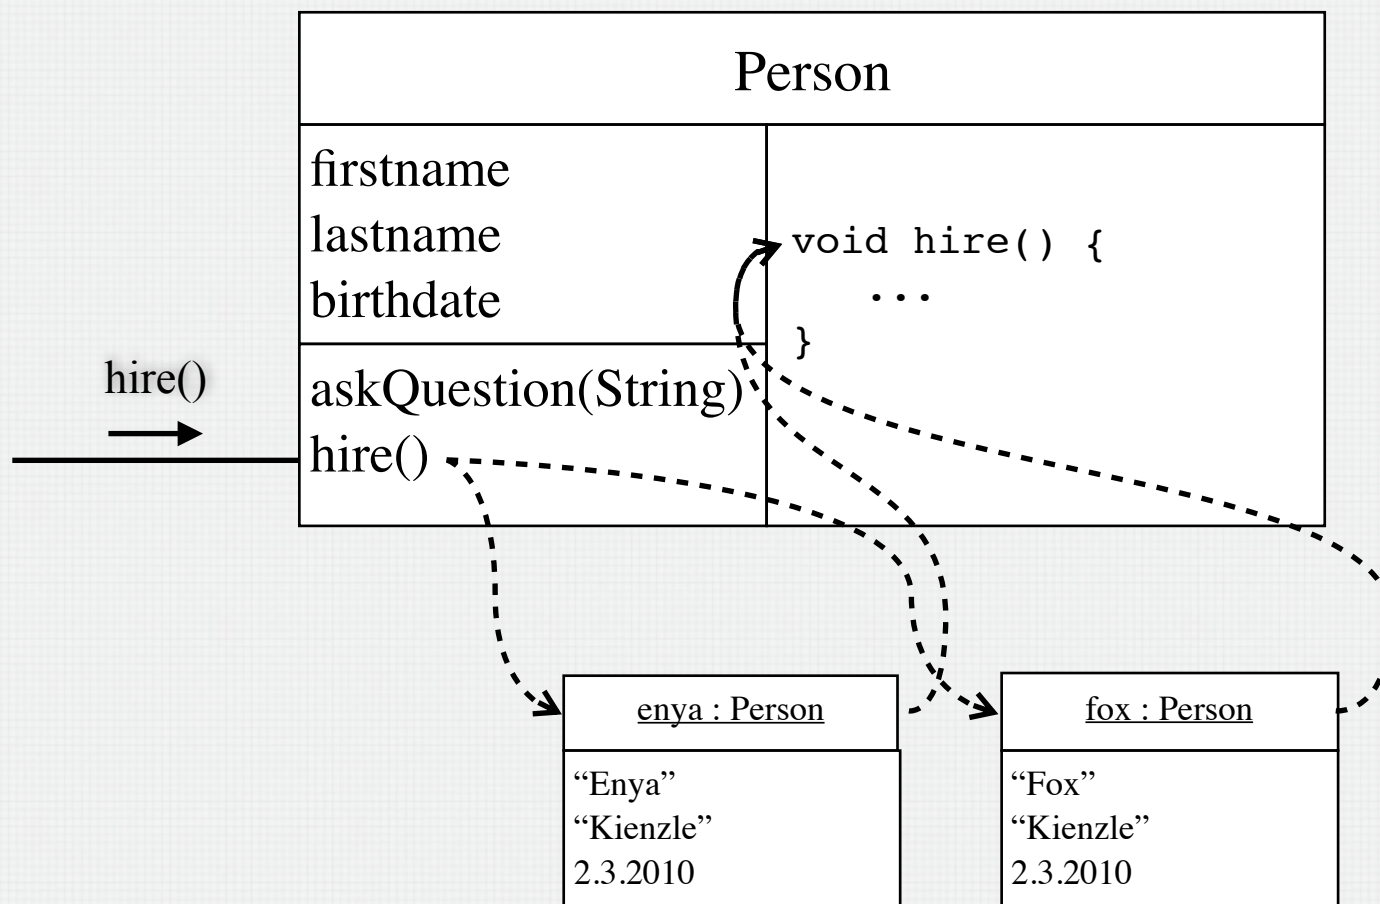 Person
firstname
lastname
birthdate
void hire() {
...
}
hire()
askQuestion(String)
hire()
enya : Person
“Enya”
“Kienzle”
2.3.2010
fox : Person
“Fox”
“Kienzle”
2.3.2010